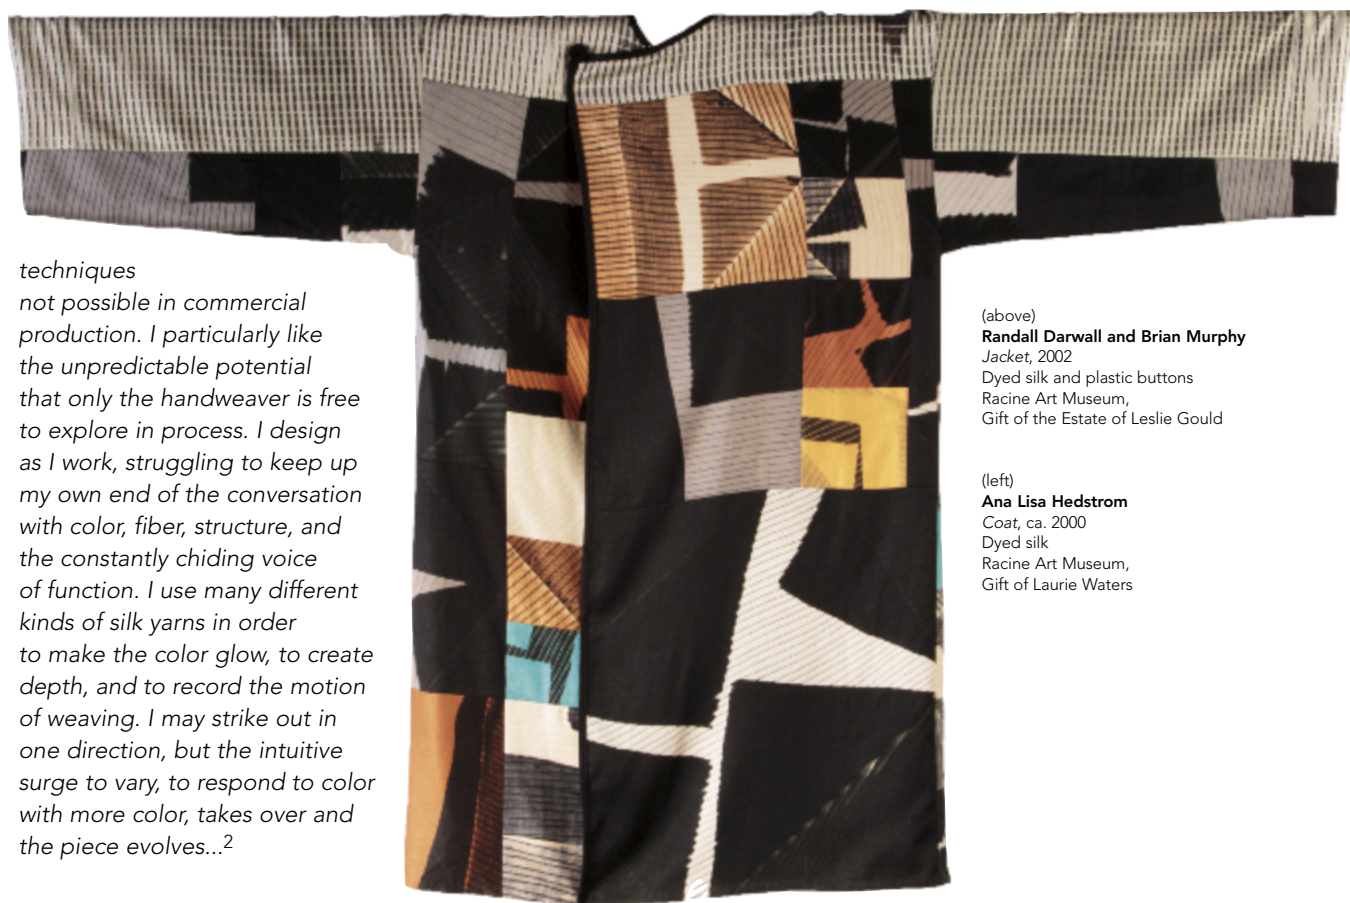 techniques
not possible in commercial
production. I particularly like
the unpredictable potential
that only the handweaver is free
to explore in process. I design
as I work, struggling to keep up
my own end of the conversation
with color, fiber, structure, and
the constantly chiding voice
of function. I use many different
kinds of silk yarns in order
to make the color glow, to create
depth, and to record the motion
of weaving. I may strike out in
one direction, but the intuitive
surge to vary, to respond to color
with more color, takes over and
the piece evolves...2
(above)
Randall Darwall and Brian Murphy
Jacket, 2002
Dyed silk and plastic buttons
Racine Art Museum,
Gift of the Estate of Leslie Gould
(left)
Ana Lisa Hedstrom
Coat, ca. 2000
Dyed silk
Racine Art Museum,
Gift of Laurie Waters